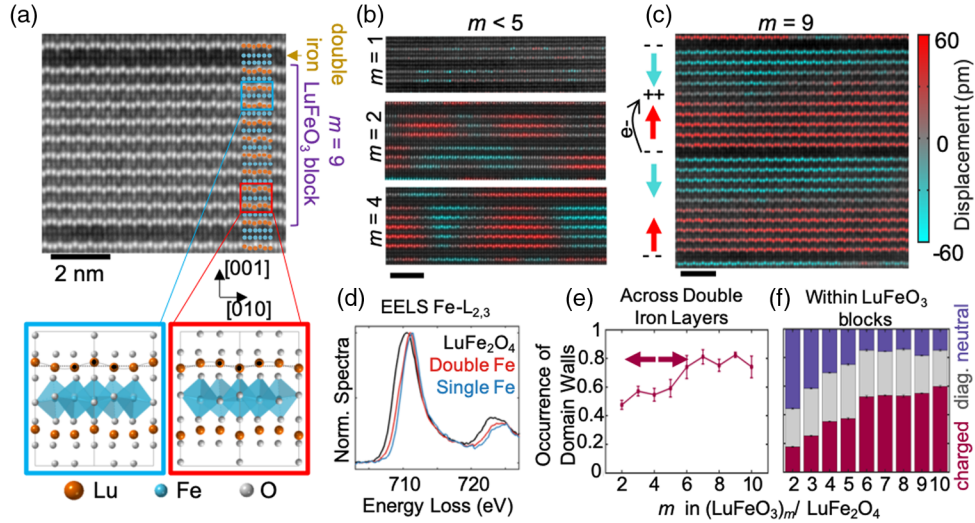 (a)
double
iron
LuFeO₃ block
m = 9
2 nm
[001]
[010]
Lu
Fe
O
(b)
m < 5
m = 1
m = 2
m = 4
(c)
m = 9
- -
++
e-
- -
- -
60
0
-60
Displacement (pm)
(d)
EELS Fe-L₂,₃
LuFe₂O₄
Double Fe
Single Fe
Norm. Spectra
710
720
Energy Loss (eV)
(e)
Across Double
Iron Layers
Occurrence of
Domain Walls
1
0.8
0.6
0.4
0.2
0
2
4
6
8
10
(f)
Within LuFeO₃
blocks
2 3 4 5 6 7 8 9 10
charged diag. neutral
m in (LuFeO₃)ₘ/ LuFe₂O₄